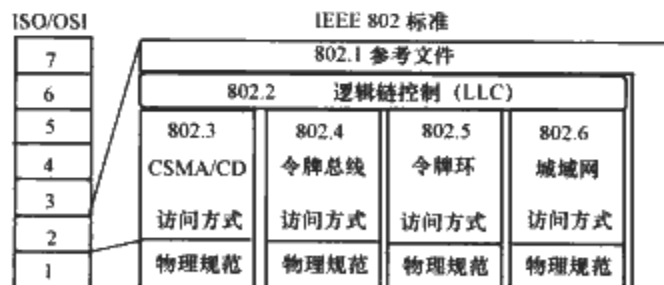 ISO/OSI IEEE 802 标准
7 802.1 参考文件
6 802.2 逻辑链控制 (LLC)
5 802.3 802.4 802.5 802.6
4 CSMA/CD 令牌总线 令牌环 城域网
3
访问方式 访问方式 访问方式 访问方式
2
1 物理规范 物理规范 物理规范 物理规范